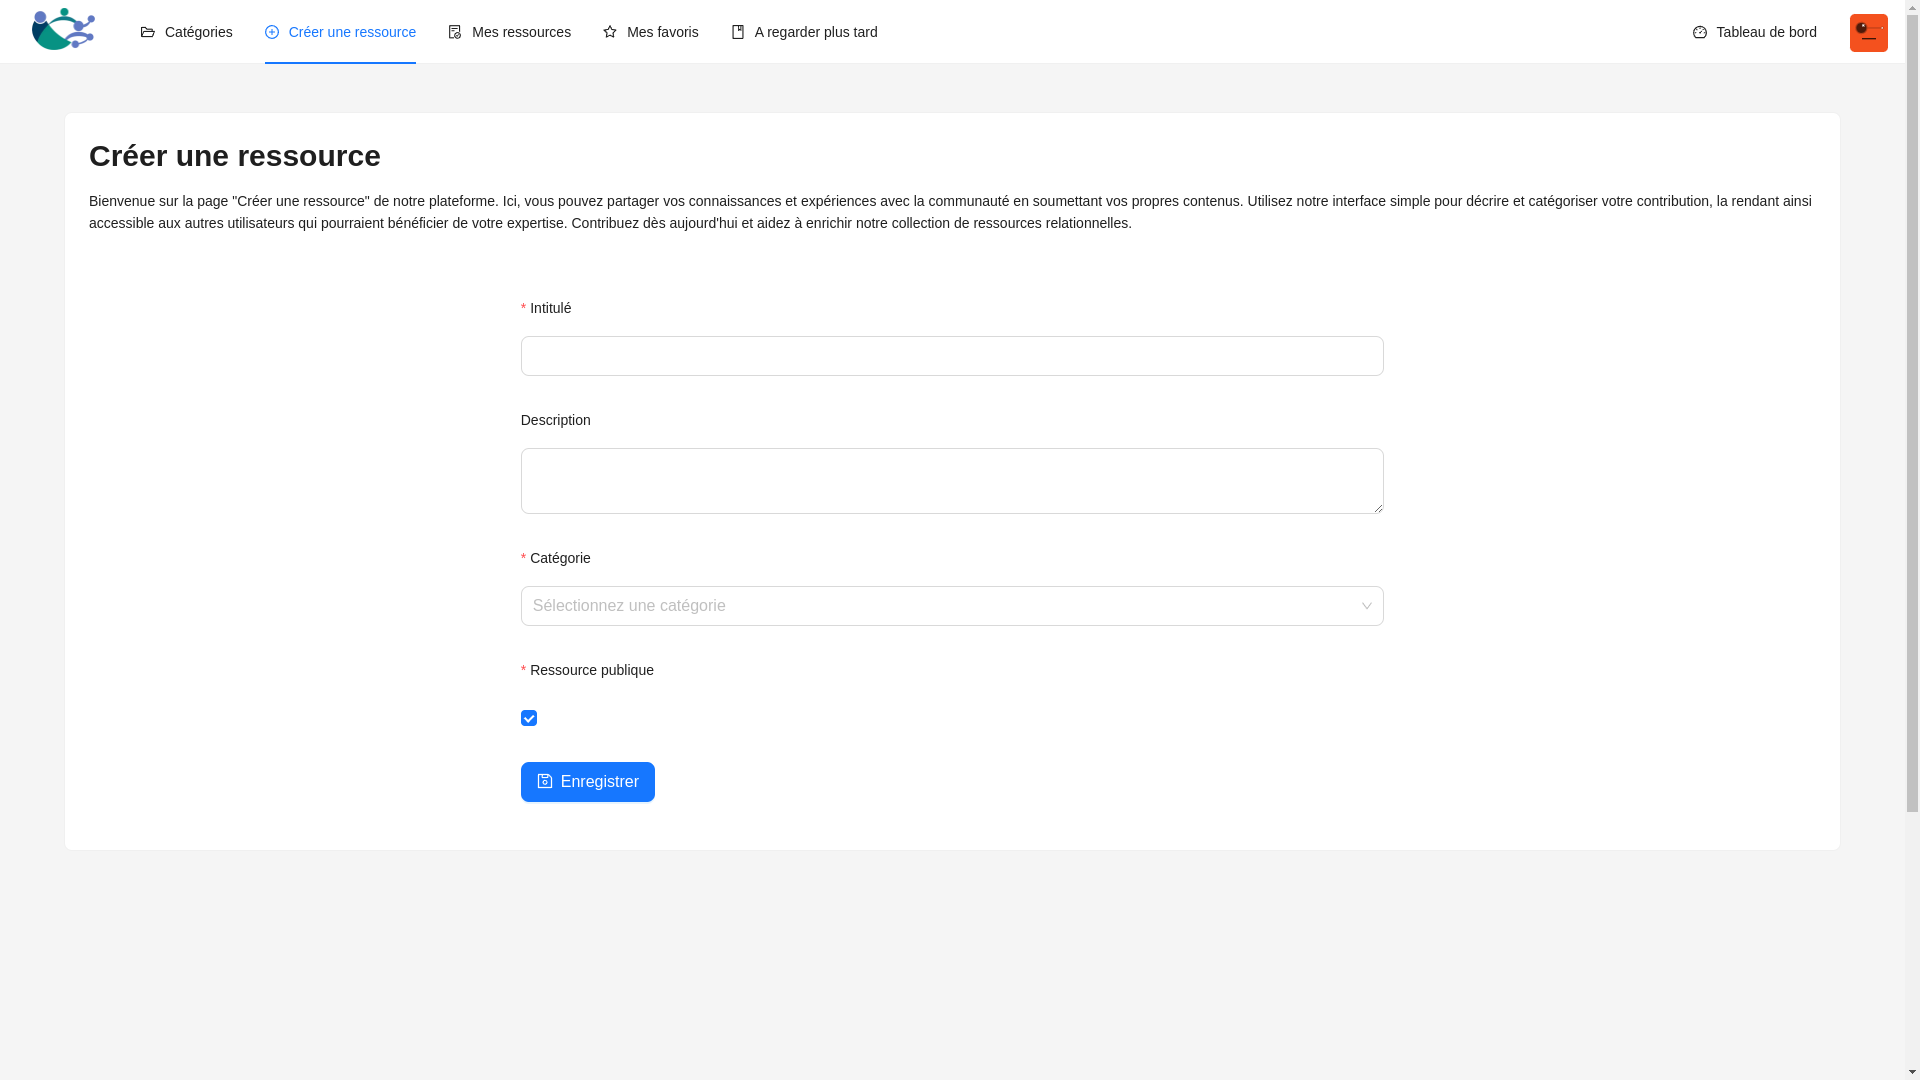 Catégories
Créer une ressource
Mes ressources
Mes favoris
A regarder plus tard
Tableau de bord
Créer une ressource
Bienvenue sur la page "Créer une ressource" de notre plateforme. Ici, vous pouvez partager vos connaissances et expériences avec la communauté en soumettant vos propres contenus. Utilisez notre interface simple pour décrire et catégoriser votre contribution, la rendant ainsi
accessible aux autres utilisateurs qui pourraient bénéficier de votre expertise. Contribuez dès aujourd'hui et aidez à enrichir notre collection de ressources relationnelles.
* Intitulé
Description
* Catégorie
Sélectionnez une catégorie
* Ressource publique
Enregistrer